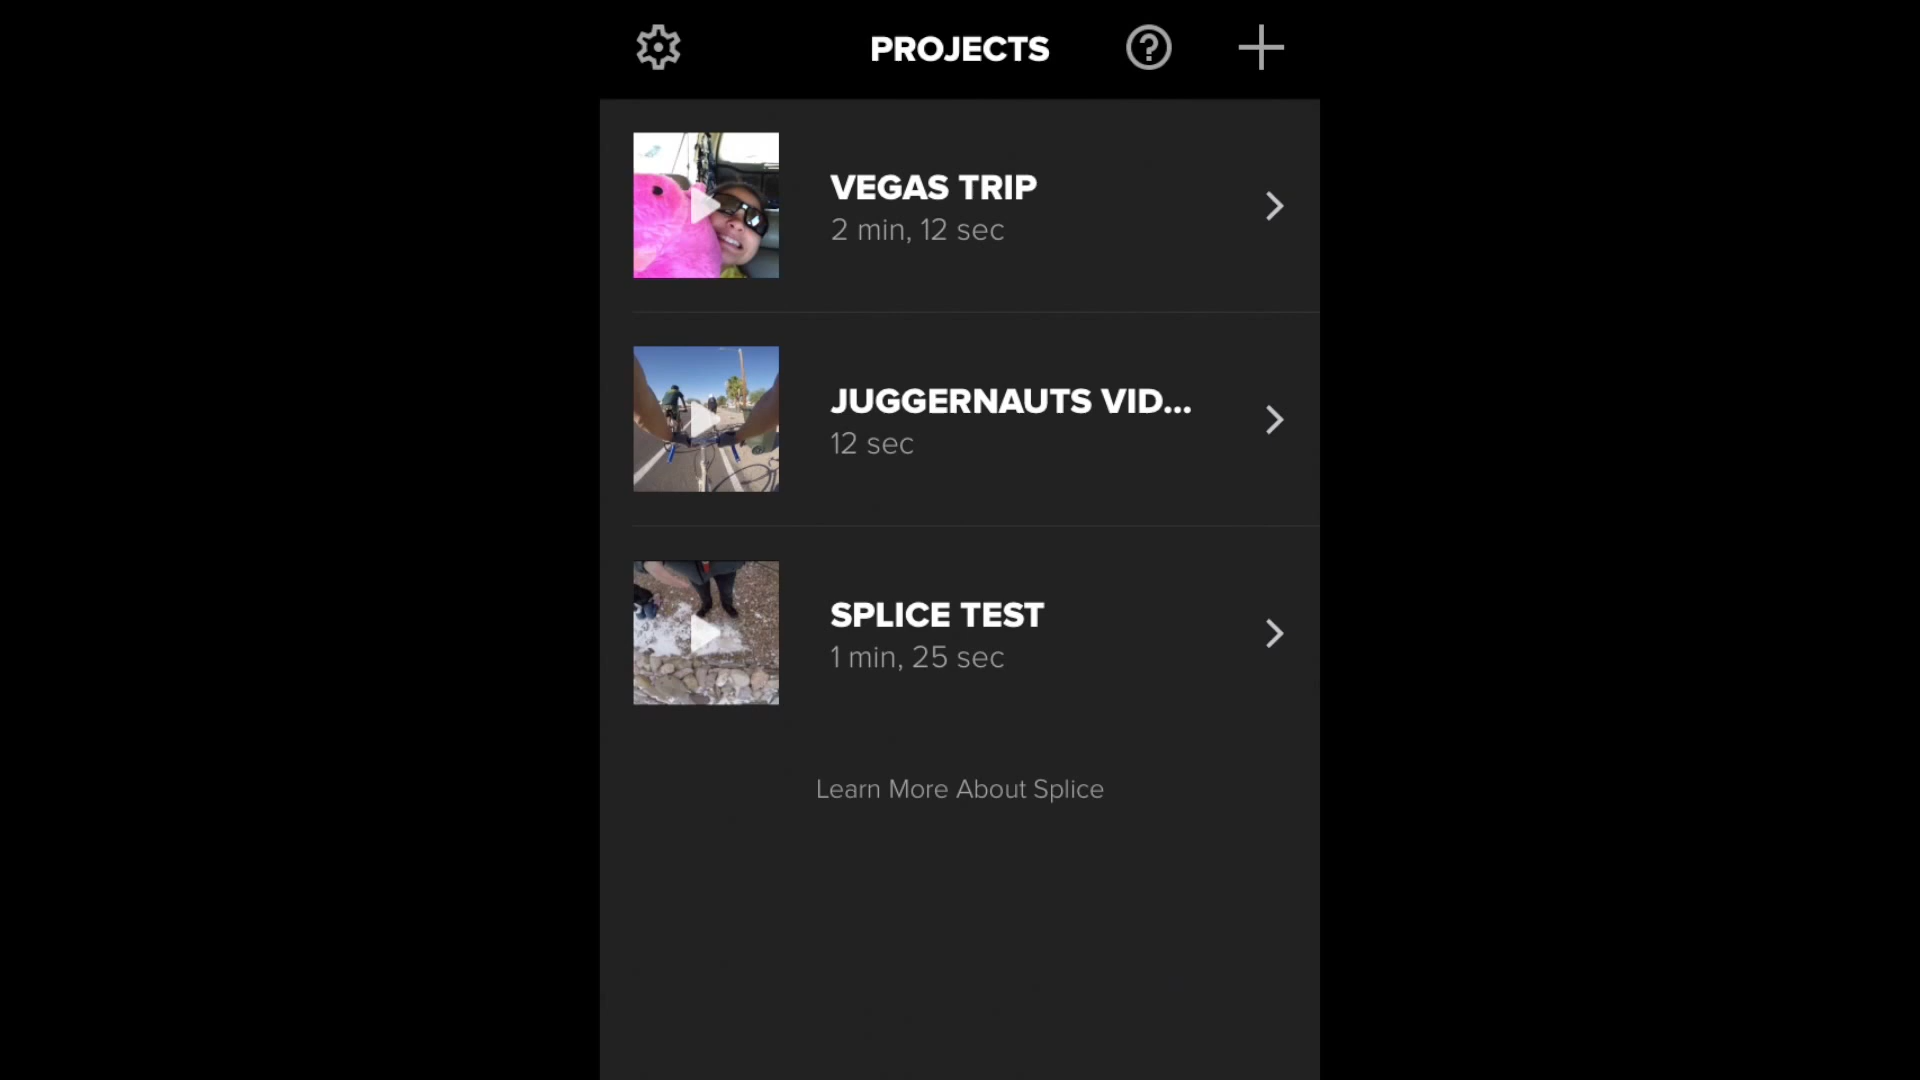 PROJECTS
VEGAS TRIP
2 min, 12 sec
JUGGERNAUTS VID...
12 sec
SPLICE TEST
1 min, 25 sec
Learn More About Splice